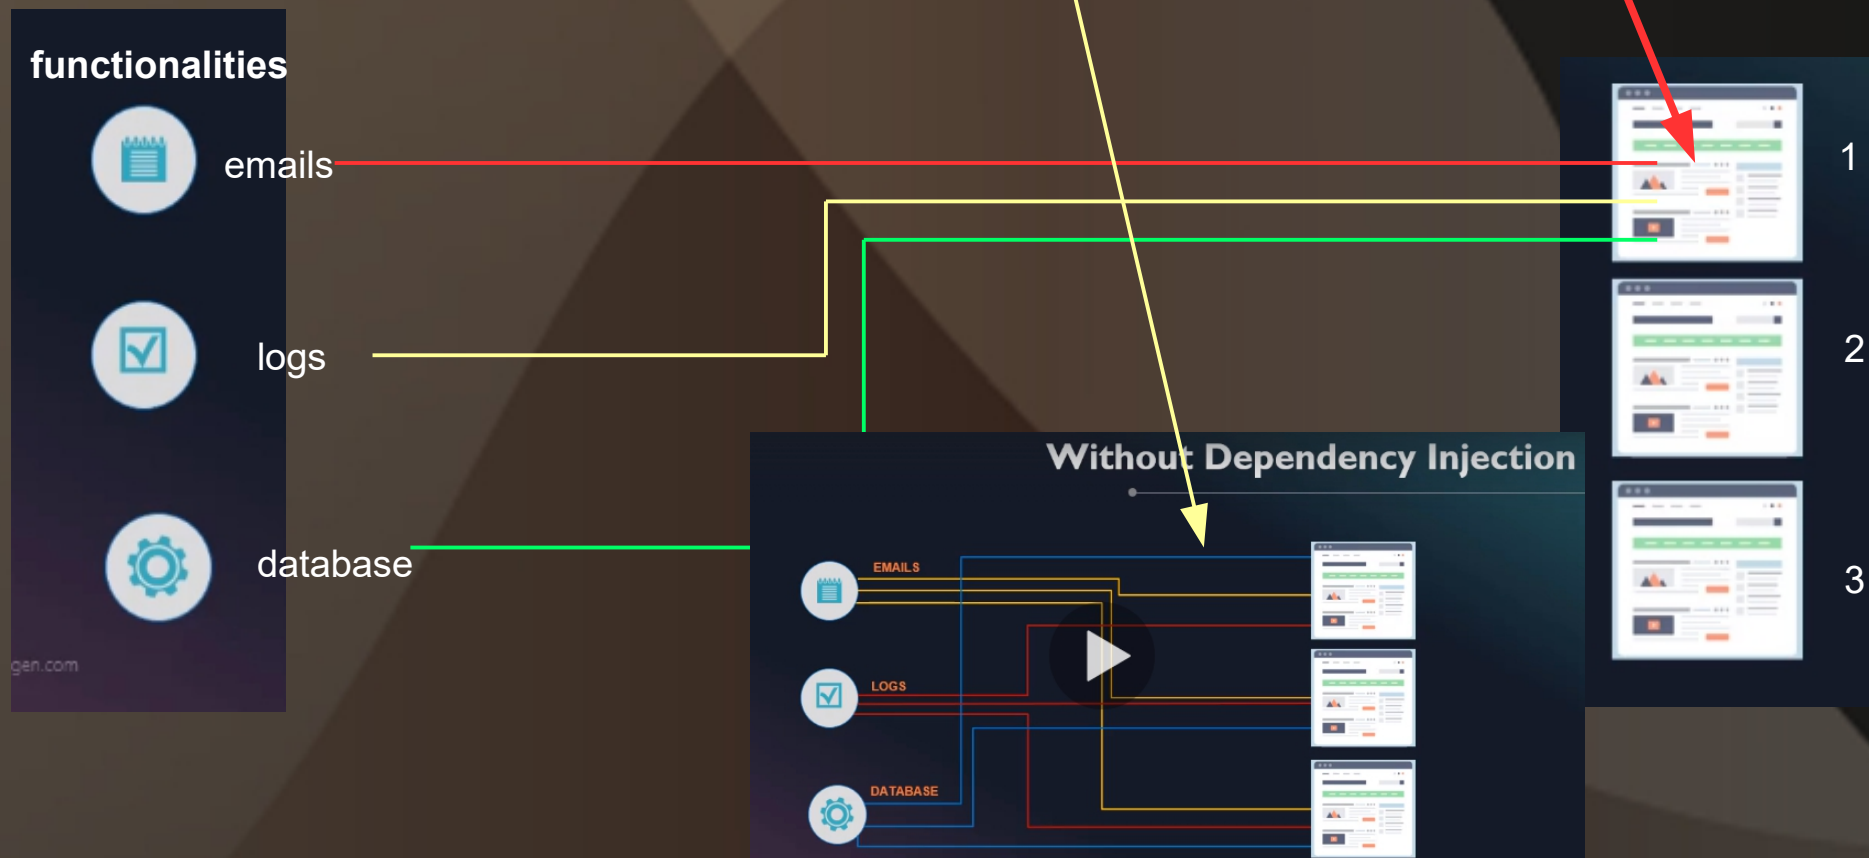 functionalities
emails
logs
database
gen.com
1
2
3
Without Dependency Injection
EMAILS
LOGS
DATABASE